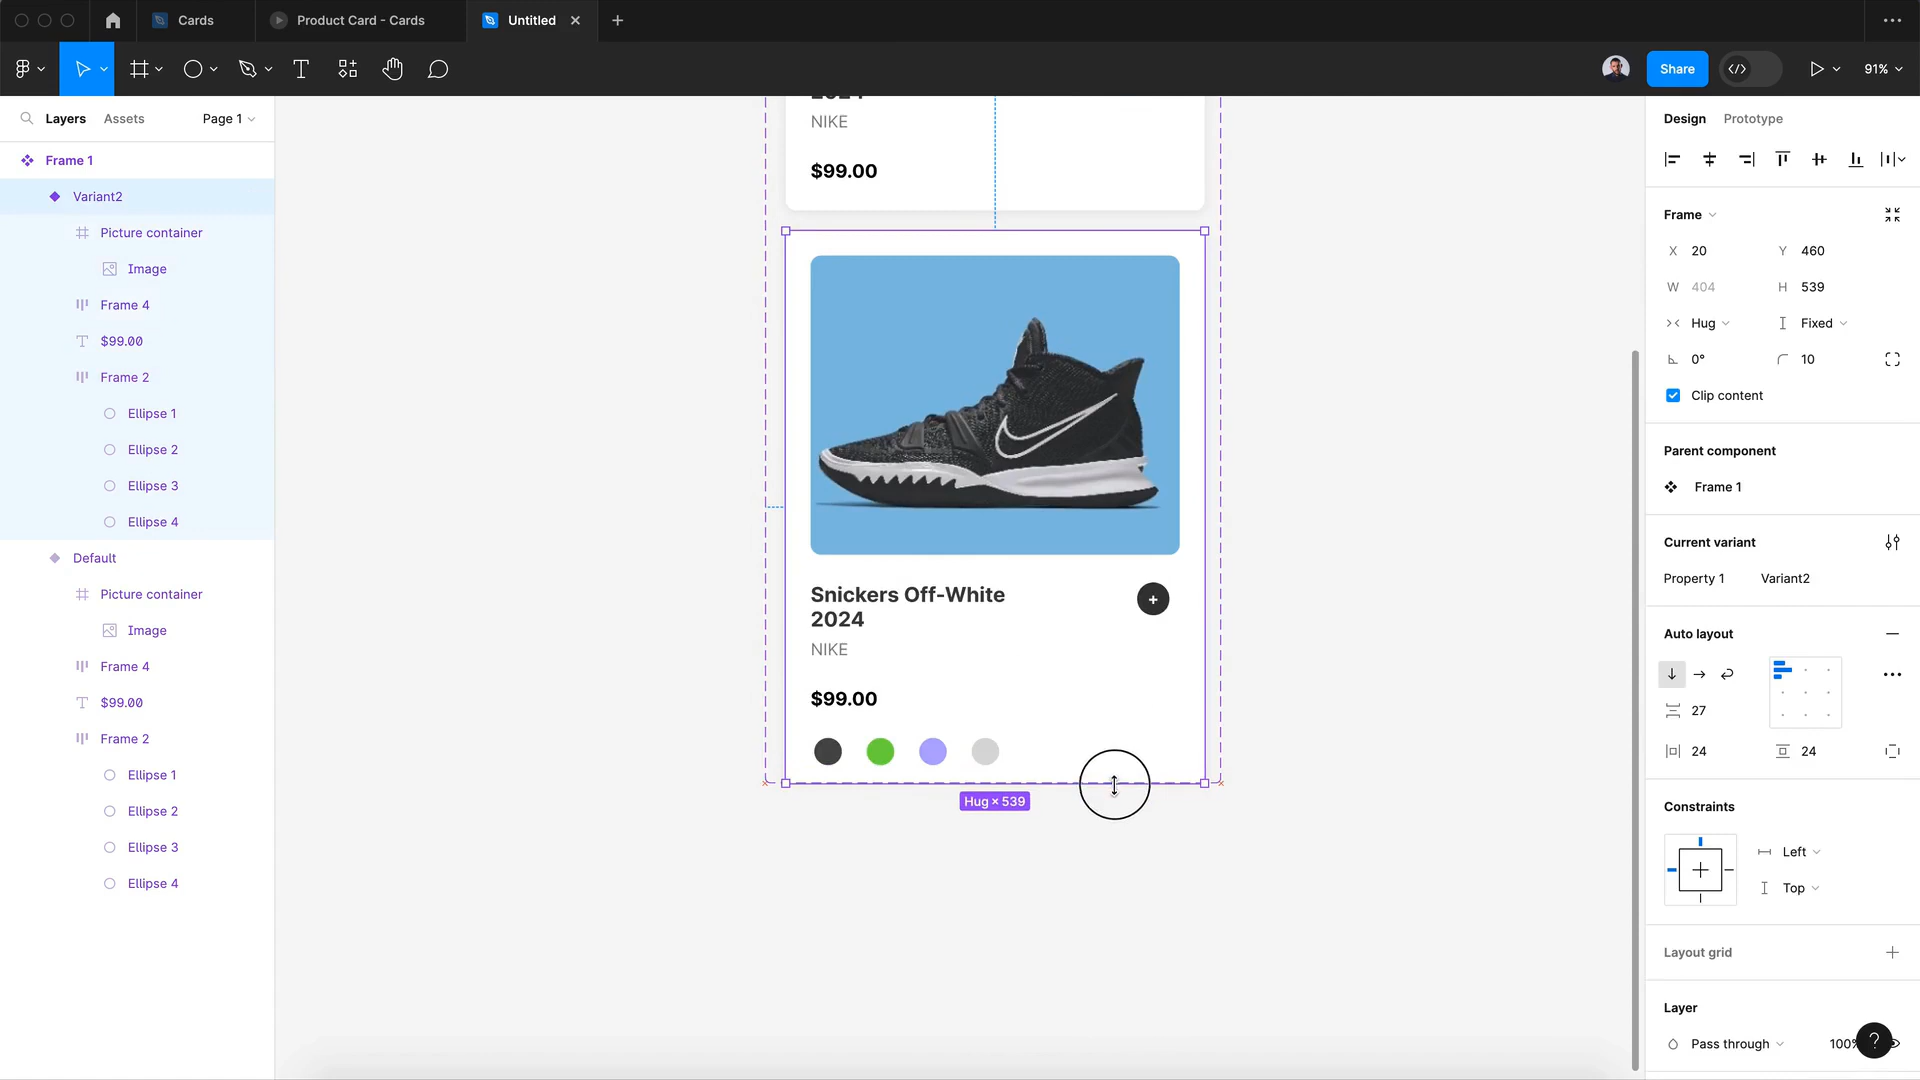 Cards
Product Card - Cards
Untitled
Share
91%
Layers
Assets
Page 1
Design
Prototype
Frame 1
Variant2
Picture container
Image
Frame 4
$99.00
Frame 2
Ellipse 1
Ellipse 2
Ellipse 3
Ellipse 4
Default
Picture container
Image
Frame 4
$99.00
Frame 2
Ellipse 1
Ellipse 2
Ellipse 3
Ellipse 4
2024
NIKE
$99.00
Snickers Off-White
2024
NIKE
$99.00
Hug × 539
Frame
X 20
Y 460
W 404
H 539
Hug
Fixed
0°
10
Clip content
Parent component
Frame 1
Current variant
Property 1
Variant2
Auto layout
27
24
24
Constraints
Left
Top
Layout grid
Layer
Pass through
100%
?